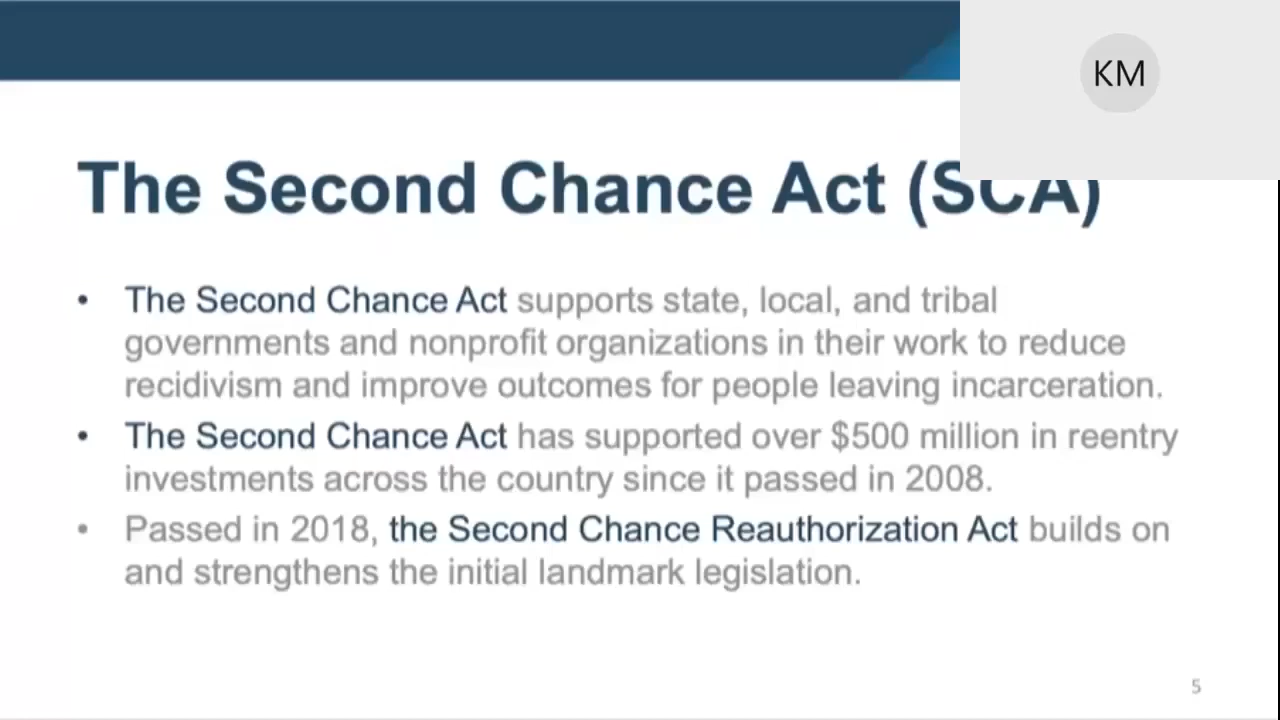 KM
The Second Chance Act (SCA)
• The Second Chance Act supports state, local, and tribal
governments and nonprofit organizations in their work to reduce
recidivism and improve outcomes for people leaving incarceration.
• The Second Chance Act has supported over $500 million in reentry
investments across the country since it passed in 2008.
• Passed in 2018, the Second Chance Reauthorization Act builds on
and strengthens the initial landmark legislation.
5